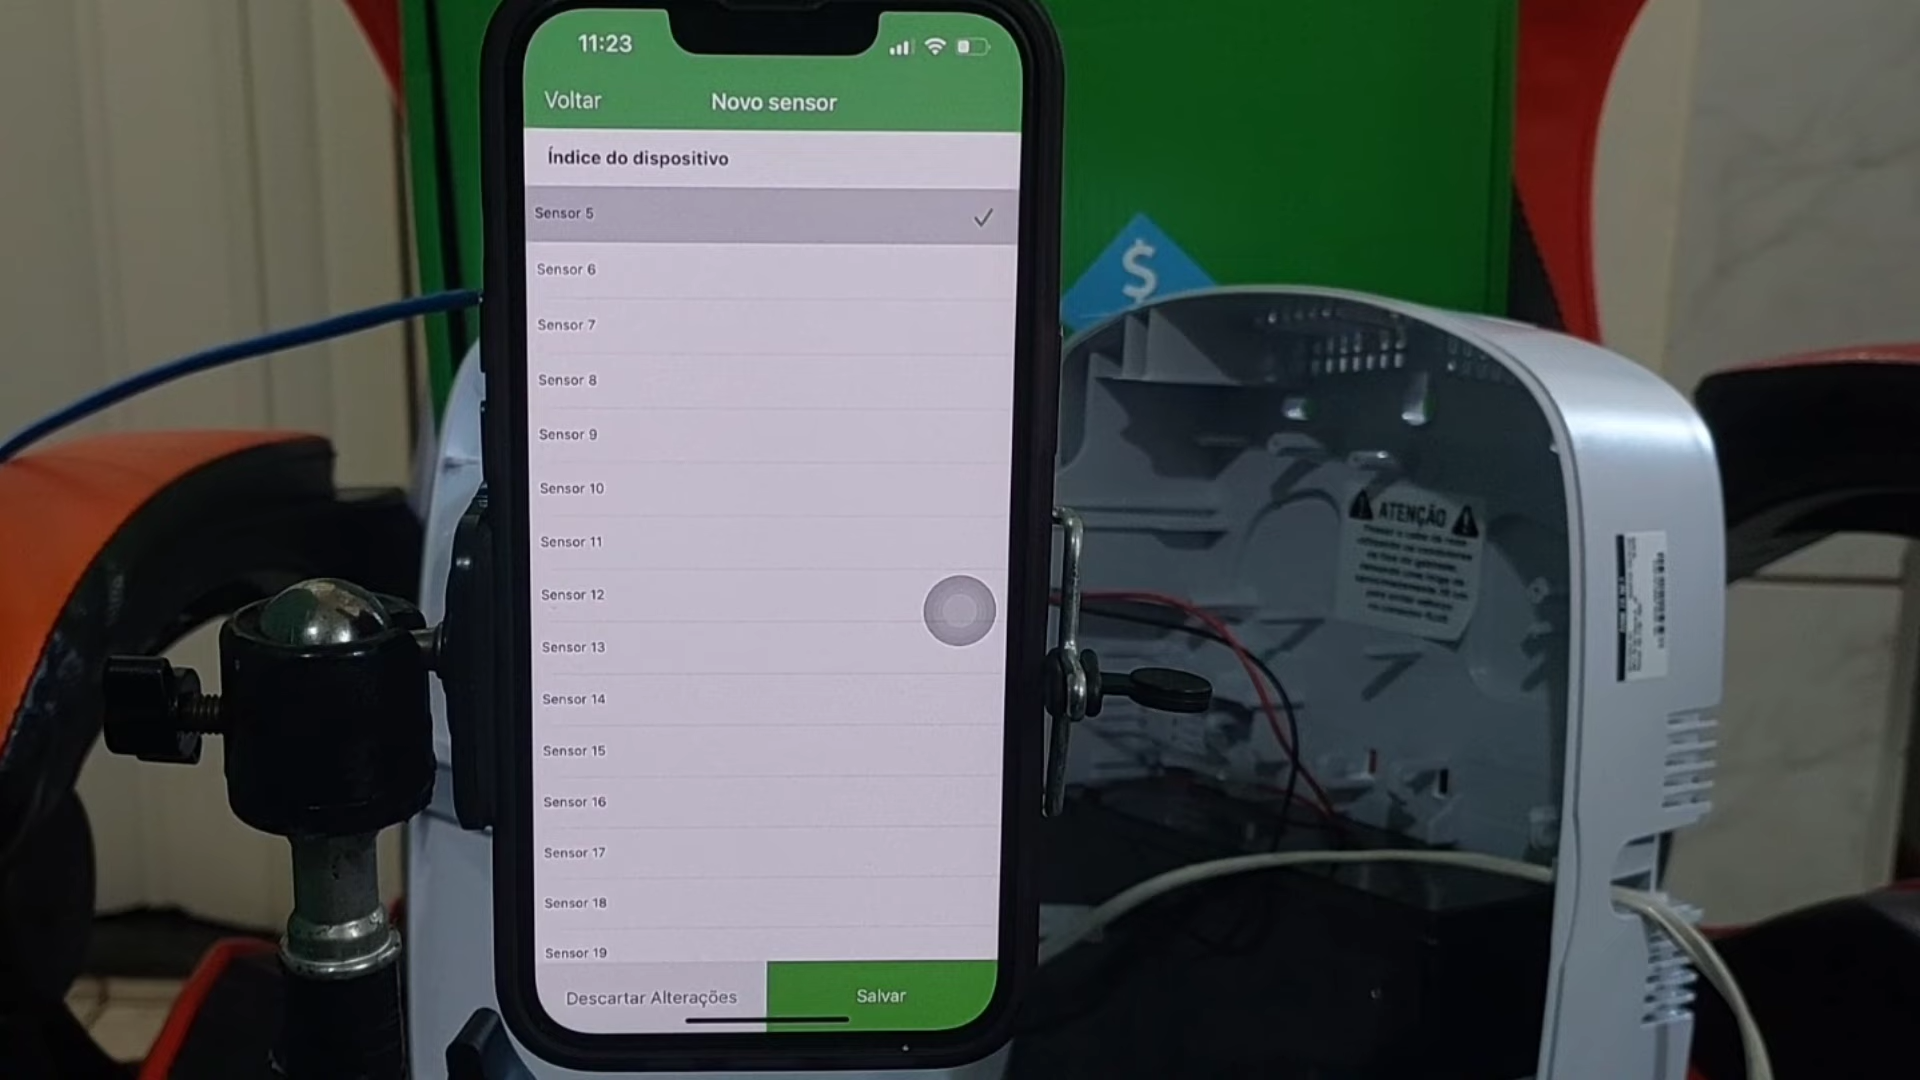 11:23
Voltar
Novo sensor
Índice do dispositivo
Sensor 5
Sensor 6
Sensor 7
Sensor 8
Sensor 9
Sensor 10
Sensor 11
Sensor 12
Sensor 13
Sensor 14
Sensor 15
Sensor 16
Sensor 17
Sensor 18
Sensor 19
Descartar Alterações
Salvar
$
ATENÇÃO